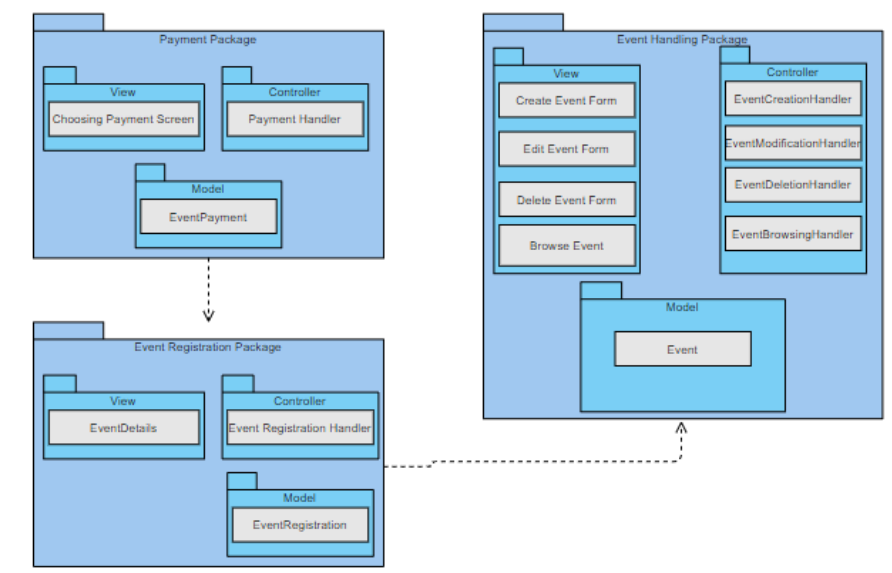 Payment Package
View
Choosing Payment Screen
Controller
Payment Handler
Model
EventPayment
Event Registration Package
View
EventDetails
Controller
Event Registration Handler
Model
EventRegistration
Event Handling Package
View
Create Event Form
Edit Event Form
Delete Event Form
Browse Event
Controller
EventCreationHandler
EventModificationHandler
EventDeletionHandler
EventBrowsingHandler
Model
Event